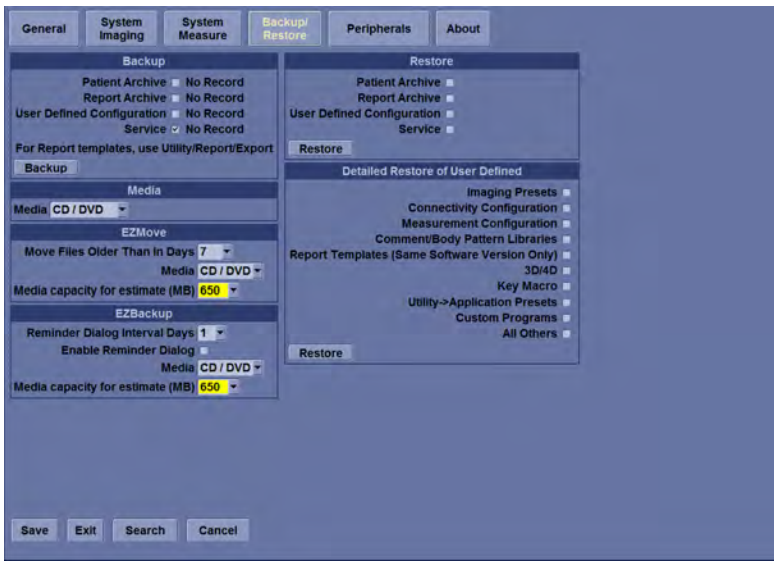 General
System Imaging
System Measure
Backup/ Restore
Peripherals
About
Backup
Patient Archive No Record
Report Archive No Record
User Defined Configuration No Record
Service No Record
For Report templates, use Utility/Report/Export
Backup
Media
Media CD / DVD
EZMove
Move Files Older Than In Days 7
Media CD / DVD
Media capacity for estimate (MB) 650
EZBackup
Reminder Dialog Interval Days 1
Enable Reminder Dialog
Media CD / DVD
Media capacity for estimate (MB) 650
Restore
Patient Archive
Report Archive
User Defined Configuration
Service
Restore
Detailed Restore of User Defined
Imaging Presets
Connectivity Configuration
Measurement Configuration
Comment/Body Pattern Libraries
Report Templates (Same Software Version Only)
3D/4D
Key Macro
Utility->Application Presets
Custom Programs
All Others
Restore
Save
Exit
Search
Cancel